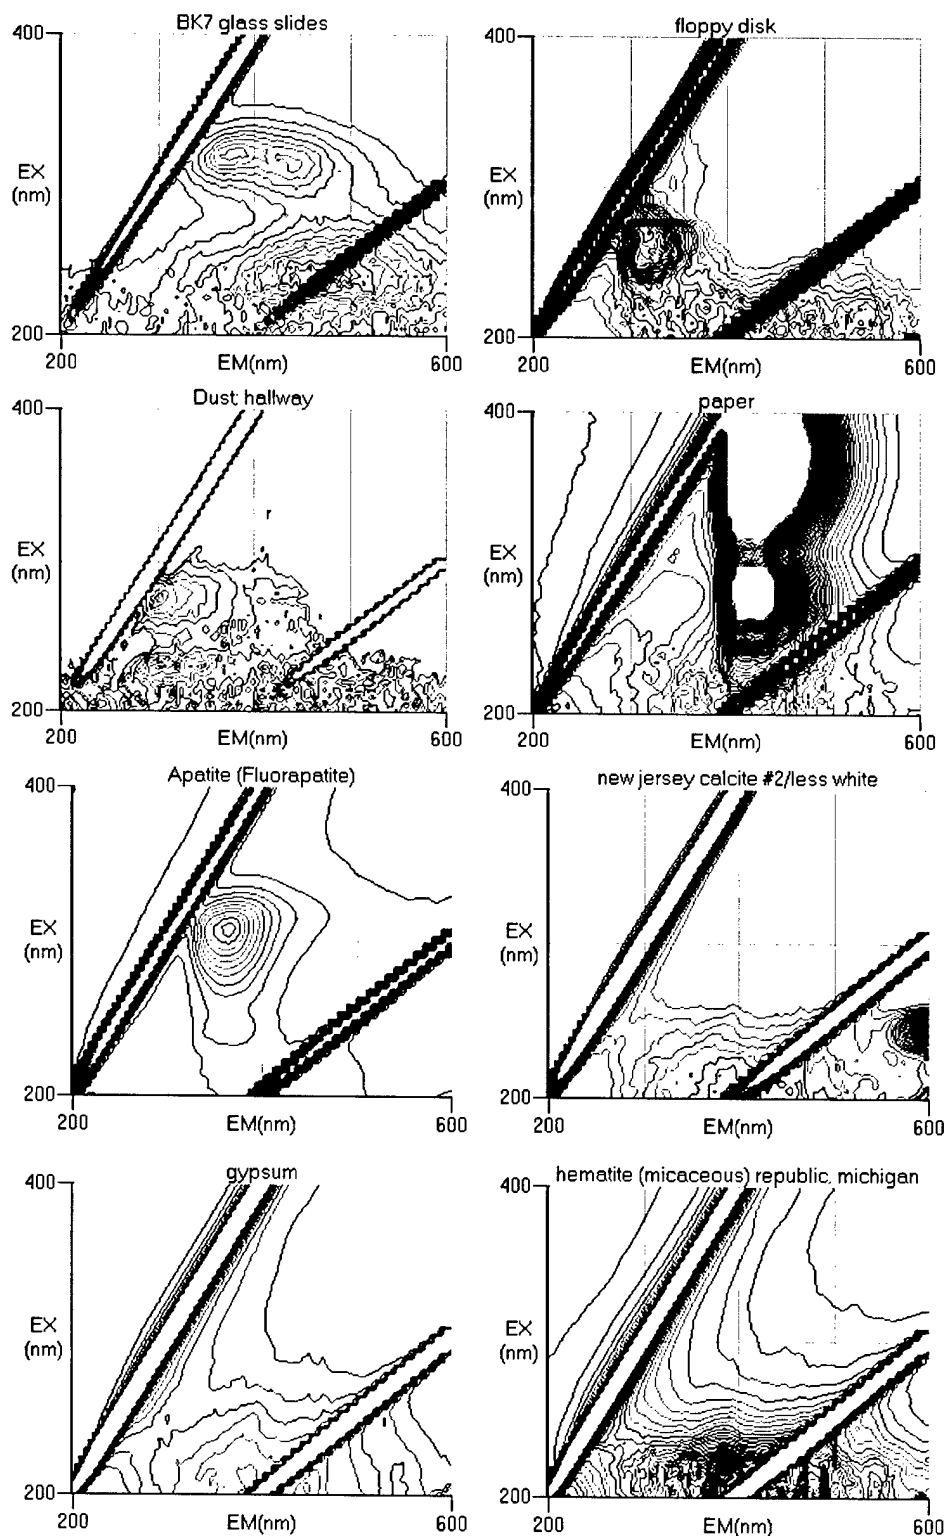 BK7 glass slides
400
EX
(nm)
200
200
EM(nm)
600
floppy disk
400
EX
(nm)
200
200
EM(nm)
600
Dust hallway
400
EX
(nm)
200
200
EM(nm)
600
paper
400
EX
(nm)
200
200
EM(nm)
600
Apatite (Fluorapatite)
400
EX
(nm)
200
200
EM(nm)
600
new jersey calcite #2/less white
400
EX
(nm)
200
200
EM(nm)
600
gypsum
400
EX
(nm)
200
200
EM(nm)
600
hematite (micaceous) republic, michigan
400
EX
(nm)
200
200
EM(nm)
600